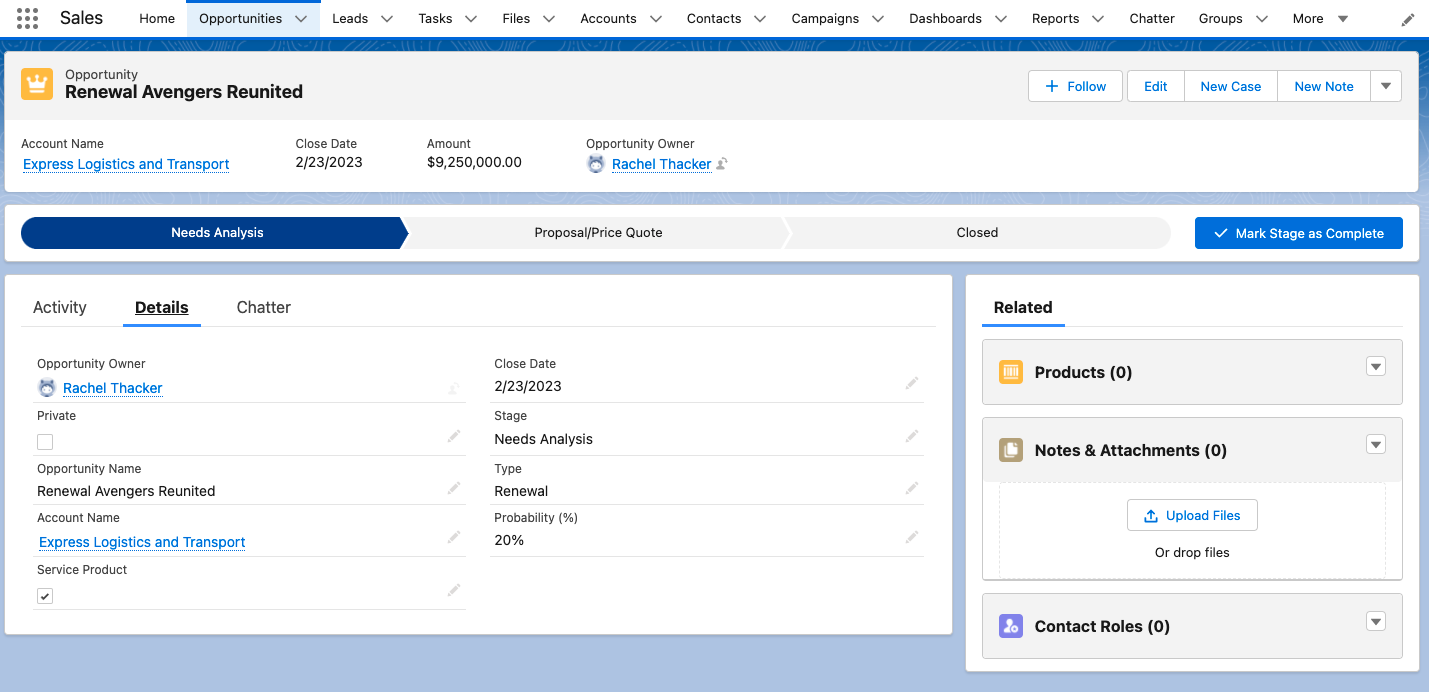 Sales Home Opportunities Leads Tasks Files Accounts Contacts Campaigns Dashboards Reports Chatter Groups More
Opportunity
Renewal Avengers Reunited
Follow Edit New Case New Note
Account Name Close Date Amount Opportunity Owner
Express Logistics and Transport 2/23/2023 $9,250,000.00 Rachel Thacker
Needs Analysis Proposal/Price Quote Closed Mark Stage as Complete
Activity Details Chatter
Opportunity Owner Close Date
Rachel Thacker 2/23/2023
Private Stage
Needs Analysis
Opportunity Name Type
Renewal Avengers Reunited Renewal
Account Name Probability (%)
Express Logistics and Transport 20%
Service Product
Related
Products (0)
Notes & Attachments (0)
Upload Files
Or drop files
Contact Roles (0)